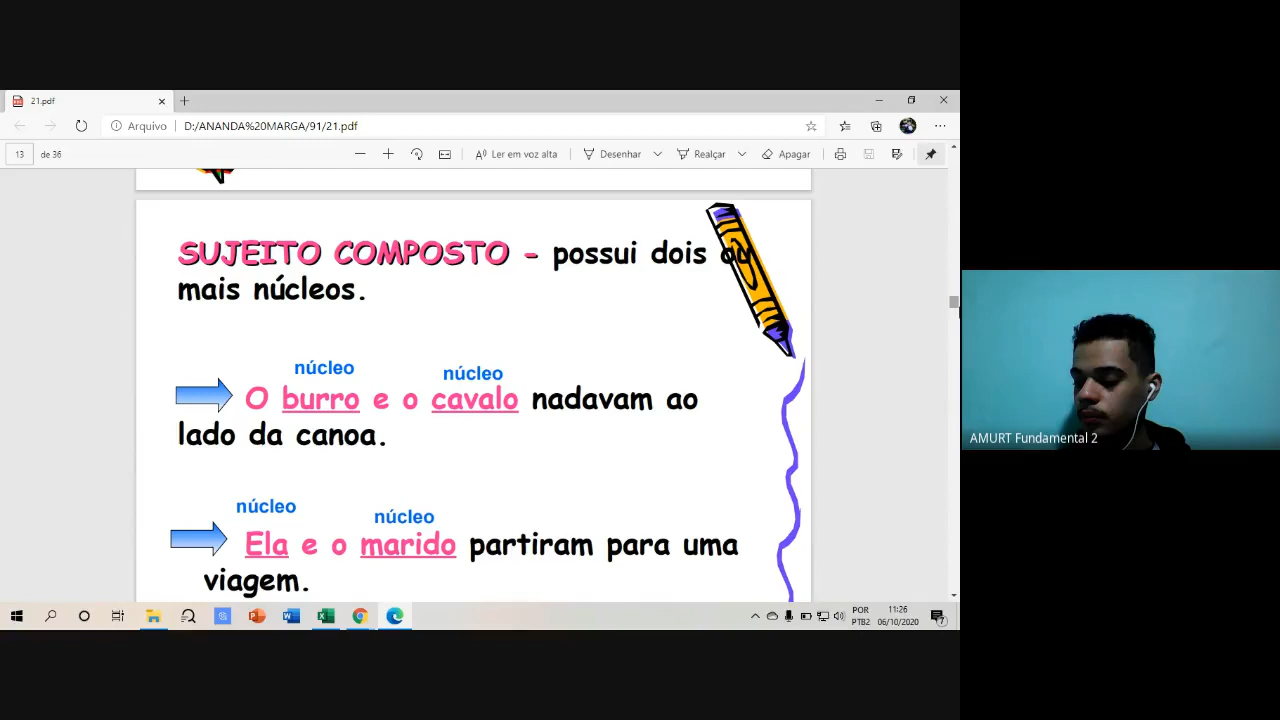 21.pdf
Arquivo D:/ANANDA%20MARGA/91/21.pdf
13 de 36 Ler em voz alta Desenhar Realçar Apagar
SUJEITO COMPOSTO - possui dois ou
mais núcleos.
núcleo núcleo
O burro e o cavalo nadavam ao
lado da canoa.
núcleo núcleo
Ela e o marido partiram para uma
viagem.
AMURT Fundamental 2
POR 11:26
PTB2 06/10/2020
7